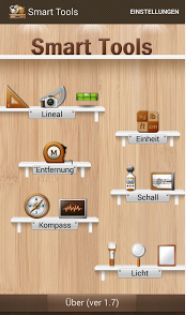 Smart Tools
EINSTELLUNGEN
Smart Tools
Lineal
Einheit
Entfernung
Schall
Kompass
Licht
Über (ver 1.7)